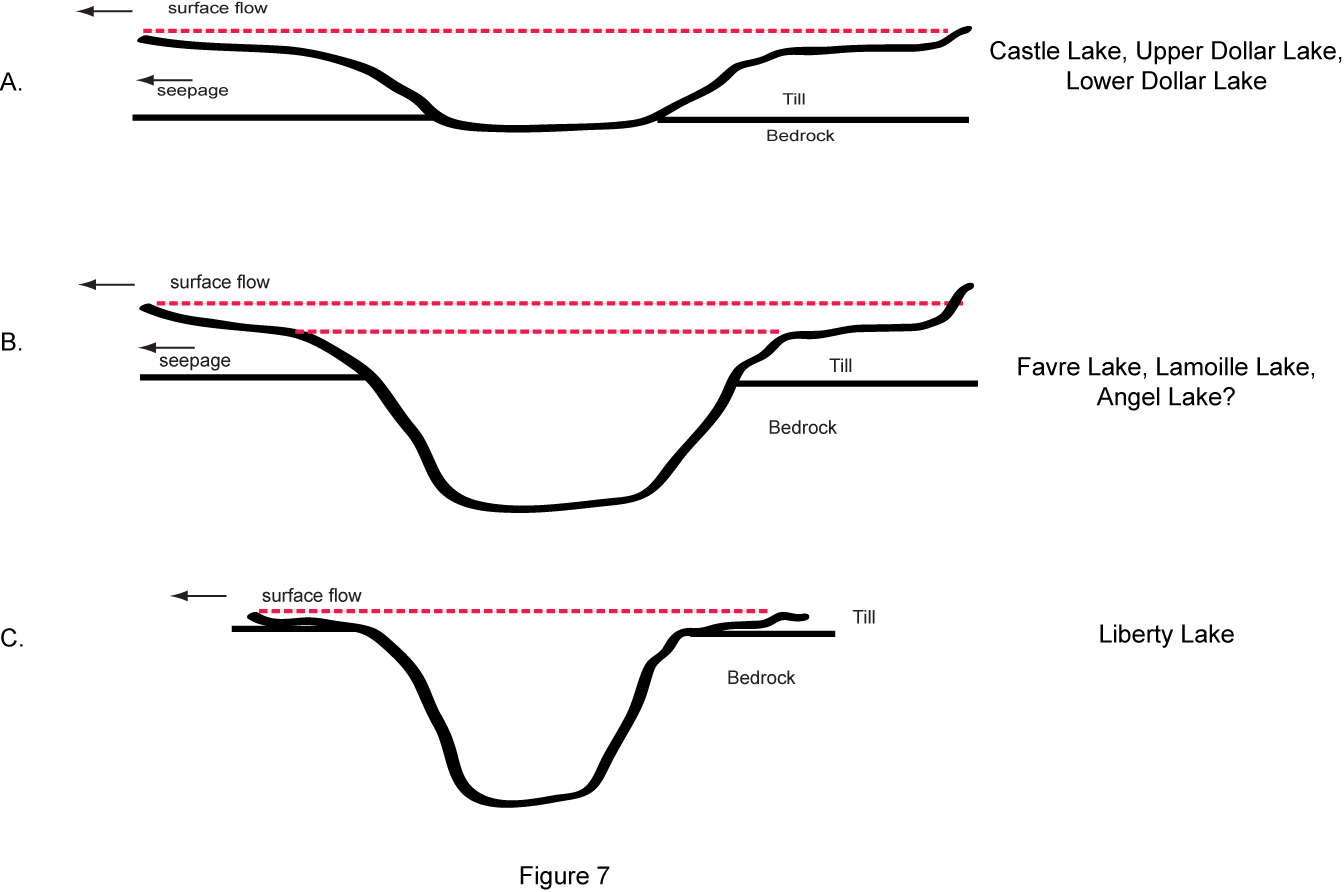 surface flow
A.
seepage
Till
Bedrock
Castle Lake, Upper Dollar Lake,
Lower Dollar Lake
surface flow
B.
seepage
Till
Bedrock
Favre Lake, Lamoille Lake,
Angel Lake?
surface flow
C.
Till
Bedrock
Liberty Lake
Figure 7